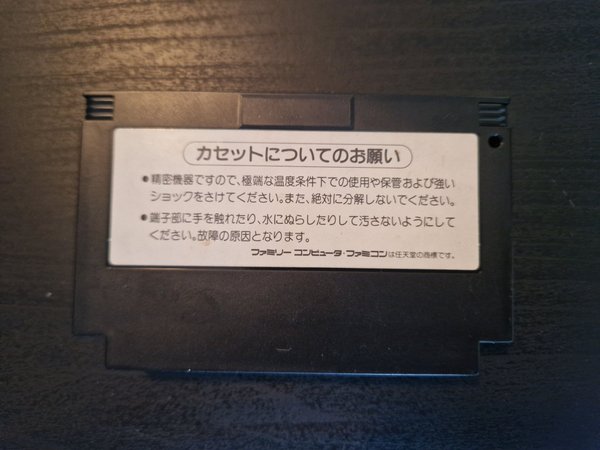 カセットについてのお願い
●精密機器ですので、極端な温度条件下での使用や保管および強い
ショックをさけてください。また、絶対に分解しないでください。
●端子部に手を触れたり、水にぬらしたりして汚さないようにして
ください。故障の原因となります。
ファミリー コンピュータ・ファミコンは任天堂の商標です。